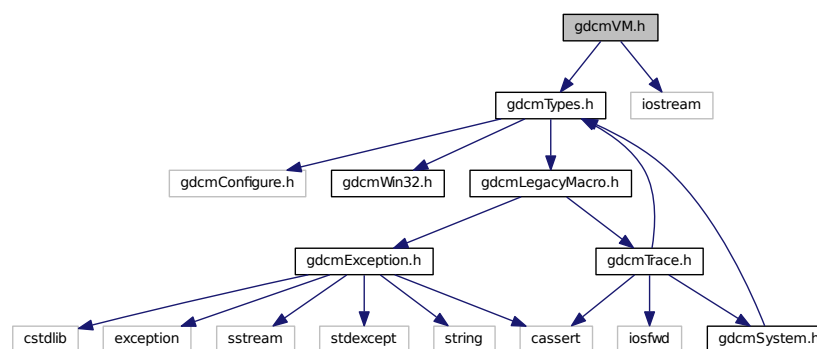 gdcmVM.h
gdcmTypes.h
iostream
gdcmConfigure.h
gdcmWin32.h
gdcmLegacyMacro.h
gdcmException.h
gdcmTrace.h
cstdlib
exception
sstream
stdexcept
string
cassert
iosfwd
gdcmSystem.h